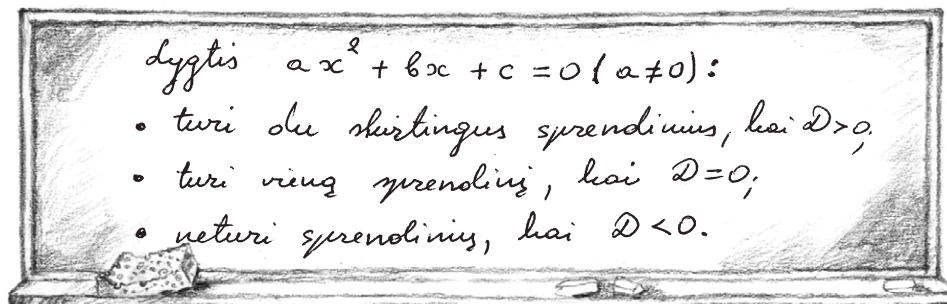 Lygtis ax² + bx + c = 0 (a ≠ 0):
• turi du skirtingus sprendinius, kai D > 0;
• turi vieną sprendinį, kai D = 0;
• neturi sprendinių, kai D < 0.